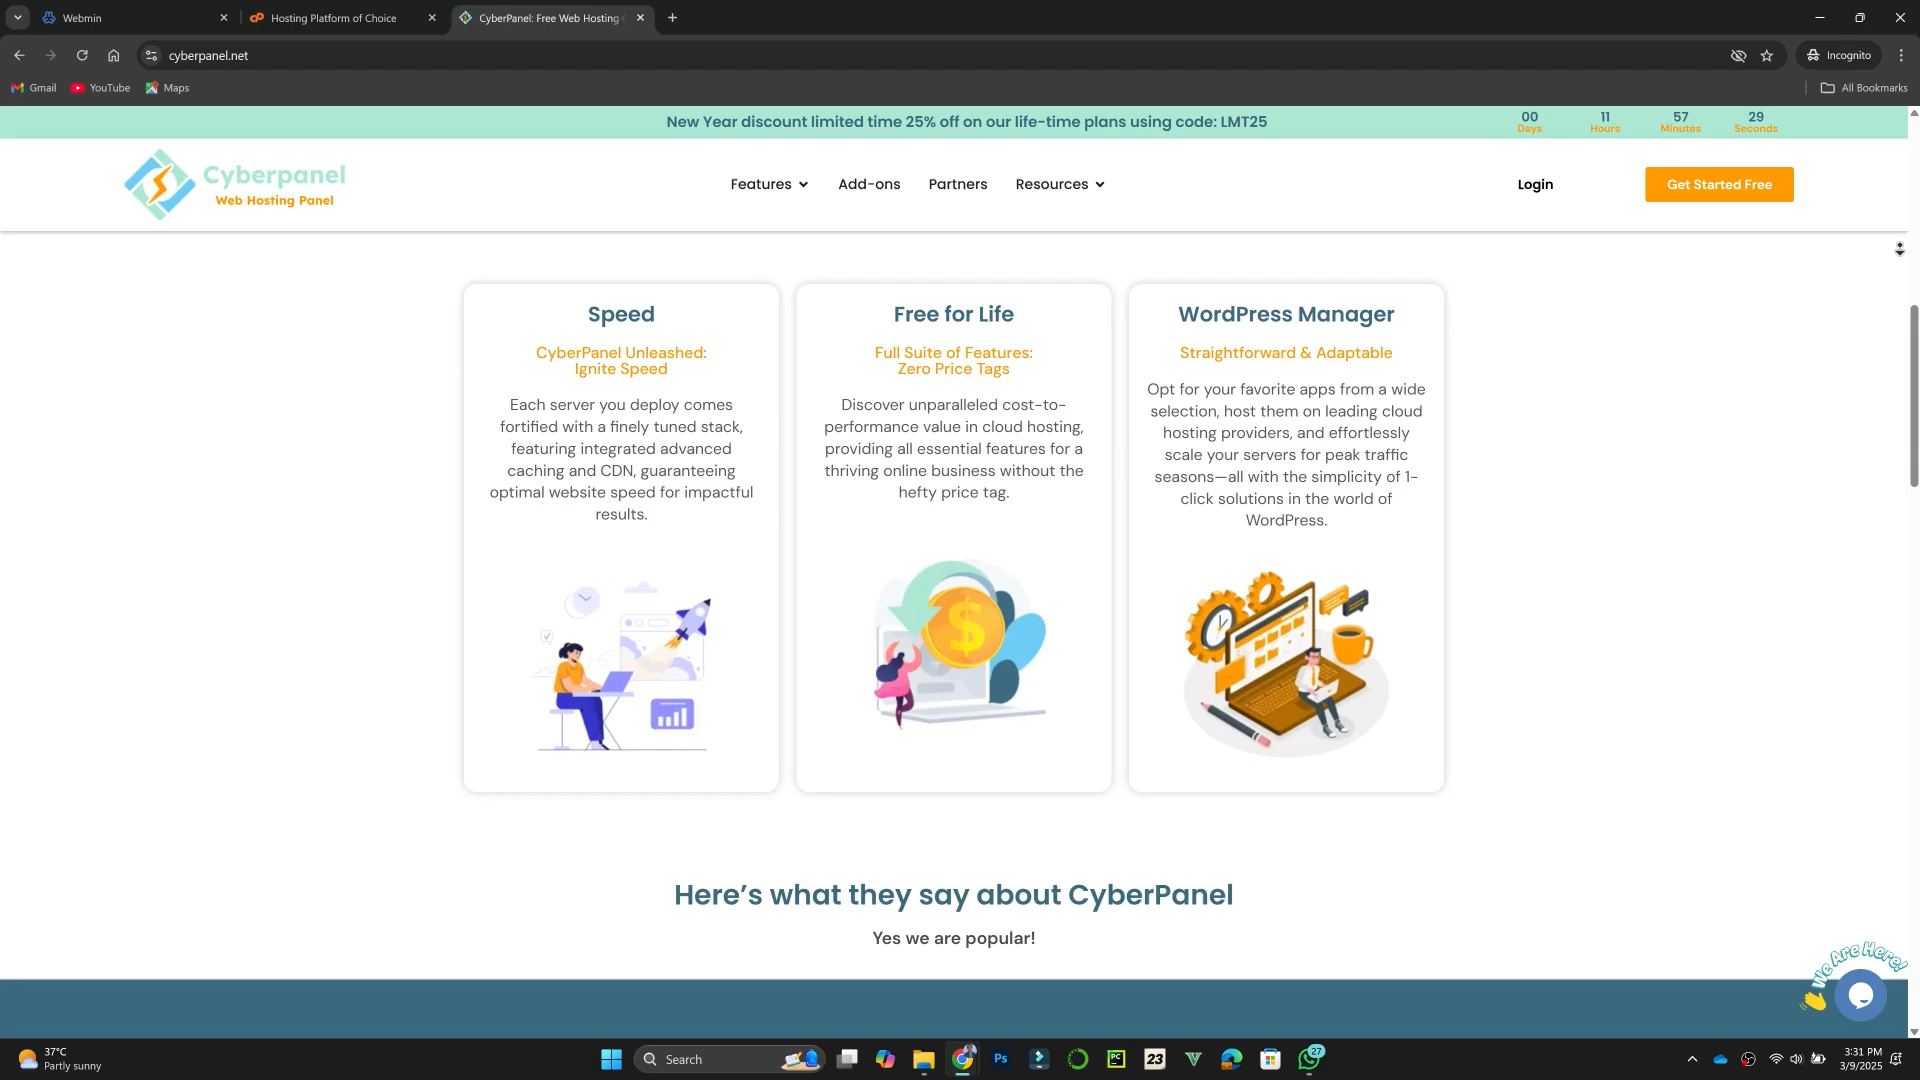 Webmin
Hosting Platform of Choice
CyberPanel: Free Web Hosting
cyberpanel.net
Incognito
Gmail
YouTube
Maps
All Bookmarks
New Year discount limited time 25% off on our life-time plans using code: LMT25
00
11
57
29
Days
Hours
Minutes
Seconds
Cyberpanel
Web Hosting Panel
Features
Add-ons
Partners
Resources
Login
Get Started Free
Speed
CyberPanel Unleashed:
Ignite Speed
Each server you deploy comes
fortified with a finely tuned stack,
featuring integrated advanced
caching and CDN, guaranteeing
optimal website speed for impactful
results.
Free for Life
Full Suite of Features:
Zero Price Tags
Discover unparalleled cost-to-
performance value in cloud hosting,
providing all essential features for a
thriving online business without the
hefty price tag.
WordPress Manager
Straightforward & Adaptable
Opt for your favorite apps from a wide
selection, host them on leading cloud
hosting providers, and effortlessly
scale your servers for peak traffic
seasons—all with the simplicity of 1-
click solutions in the world of
WordPress.
Here's what they say about CyberPanel
Yes we are popular!
We Are Here!
37°C
Partly sunny
Search
Ps
PC
23
27
3:31 PM
3/9/2025